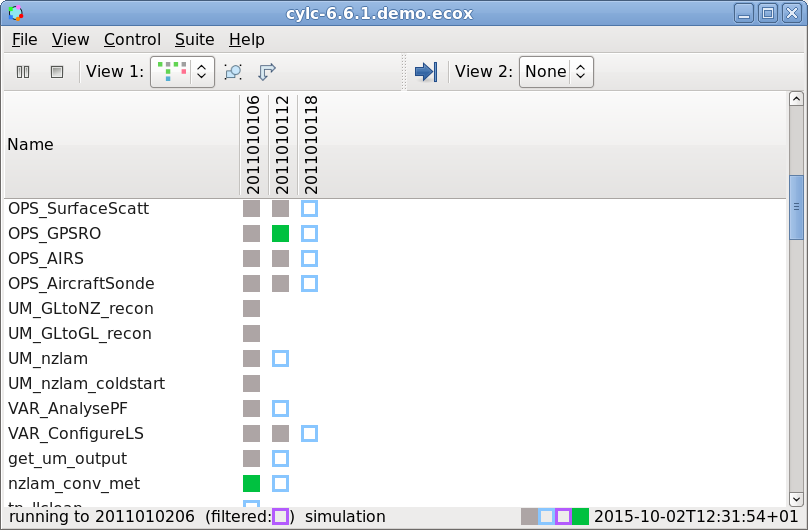 cylc-6.6.1.demo.ecox
File View Control Suite Help
View 1: View 2: None
Name 2011010106 2011010112 2011010118
OPS_SurfaceScatt
OPS_GPSRO
OPS_AIRS
OPS_AircraftSonde
UM_GLtoNZ_recon
UM_GLtoGL_recon
UM_nzlam
UM_nzlam_coldstart
VAR_AnalysePF
VAR_ConfigureLS
get_um_output
nzlam_conv_met
running to 2011010206 (filtered: ) simulation 2015-10-02T12:31:54+01